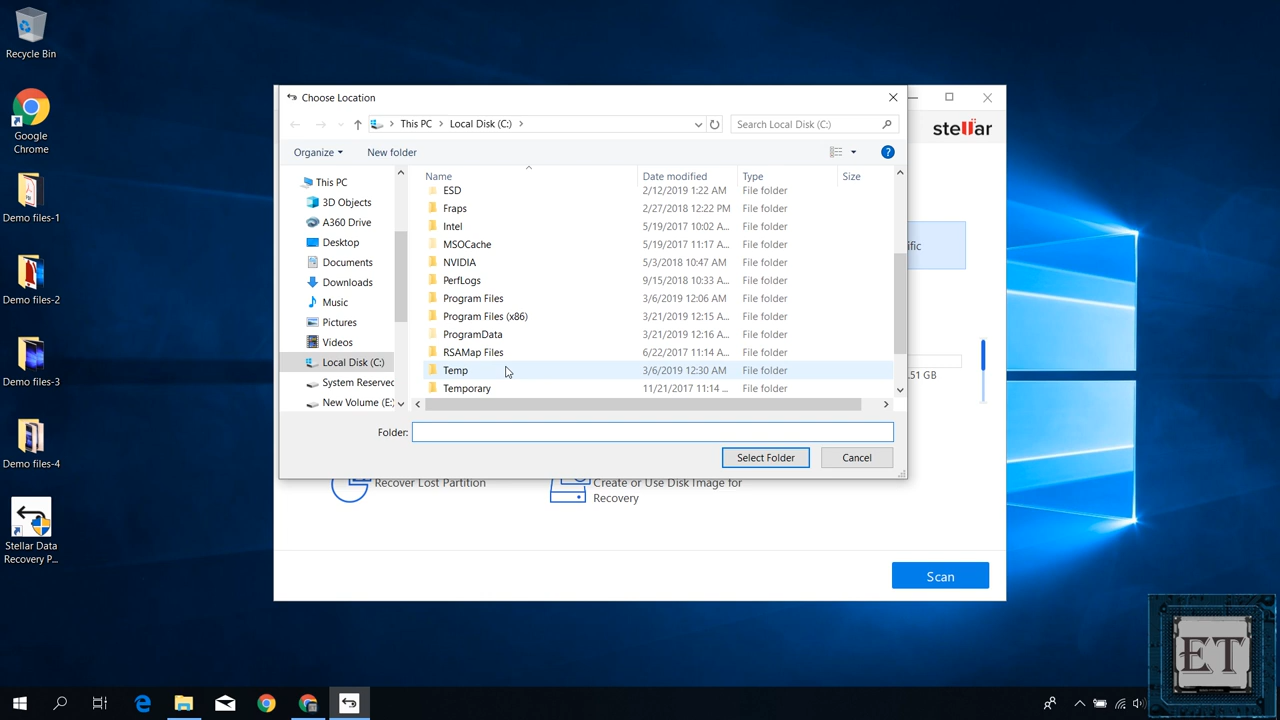 Recycle Bin
Google
Chrome
Demo files-1
Demo files-2
Demo files-3
Demo files-4
Stellar Data
Recovery P...
Choose Location
This PC > Local Disk (C:) >
Search Local Disk (C:)
stellar
Organize
New folder
?
Name
Date modified
Type
Size
This PC
3D Objects
A360 Drive
Desktop
Documents
Downloads
Music
Pictures
Videos
Local Disk (C:)
System Reserved
New Volume (E:)
ESD 2/12/2019 1:22 AM File folder
Fraps 2/27/2018 12:22 PM File folder
Intel 5/19/2017 10:02 A... File folder
MSOCache 5/19/2017 11:17 A... File folder
NVIDIA 5/3/2018 10:47 AM File folder
PerfLogs 9/15/2018 10:33 A... File folder
Program Files 3/6/2019 12:06 AM File folder
Program Files (x86) 3/21/2019 12:15 A... File folder
ProgramData 3/21/2019 12:16 A... File folder
RSAMap Files 6/22/2017 11:14 A... File folder
Temp 3/6/2019 12:30 AM File folder
Temporary 11/21/2017 11:14 ... File folder
Folder:
Select Folder
Cancel
ific
.51 GB
Recover Lost Partition
Create or Use Disk Image for
Recovery
Scan
ET